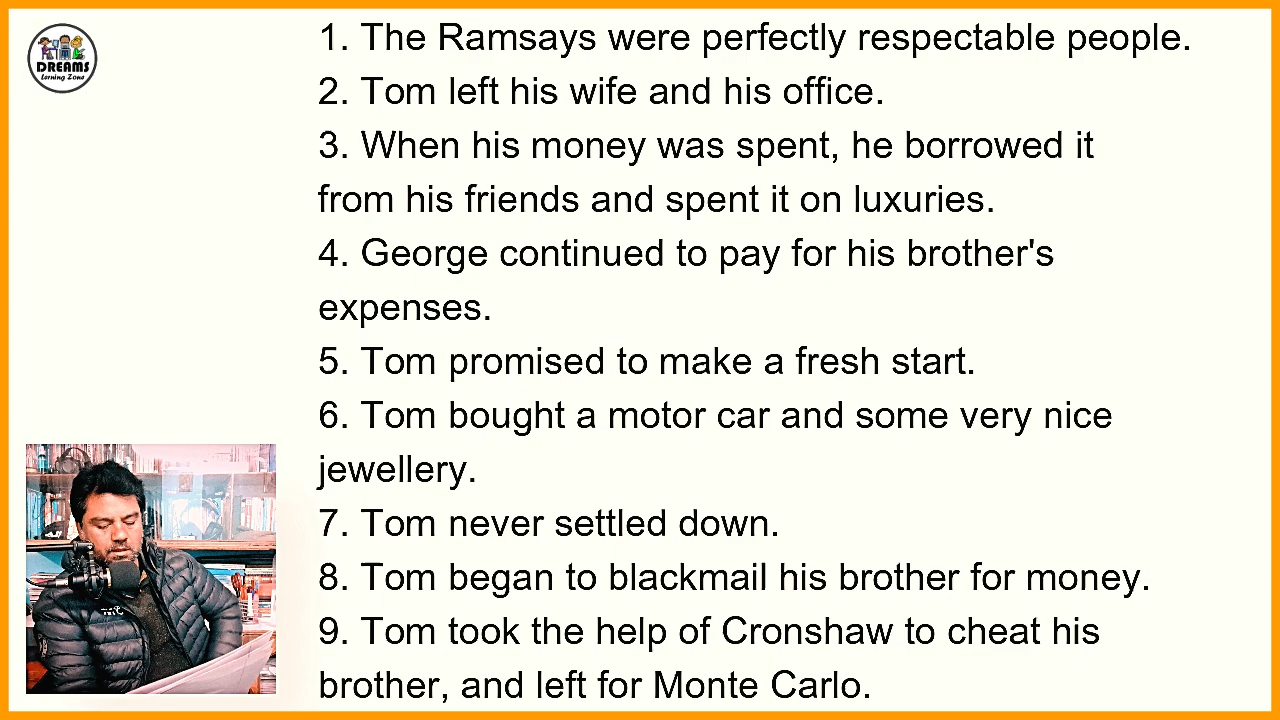 DREAMS
Lerning Zone
1. The Ramsays were perfectly respectable people.
2. Tom left his wife and his office.
3. When his money was spent, he borrowed it
from his friends and spent it on luxuries.
4. George continued to pay for his brother's
expenses.
5. Tom promised to make a fresh start.
6. Tom bought a motor car and some very nice
jewellery.
7. Tom never settled down.
8. Tom began to blackmail his brother for money.
9. Tom took the help of Cronshaw to cheat his
brother, and left for Monte Carlo.